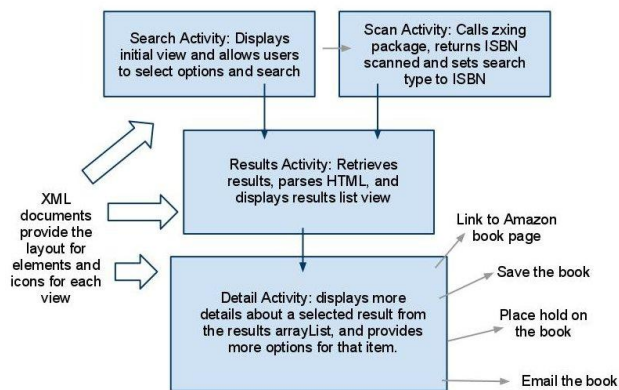 Search Activity: Displays
initial view and allows users
to select options and search
Scan Activity: Calls zxing
package, returns ISBN
scanned and sets search
type to ISBN
Results Activity: Retrieves
results, parses HTML, and
displays results list view
XML
documents
provide the
layout for
elements and
icons for each
view
Link to Amazon
book page
Save the book
Detail Activity: displays more
details about a selected result from
the results arrayList, and provides
more options for that item.
Place hold on
the book
Email the book